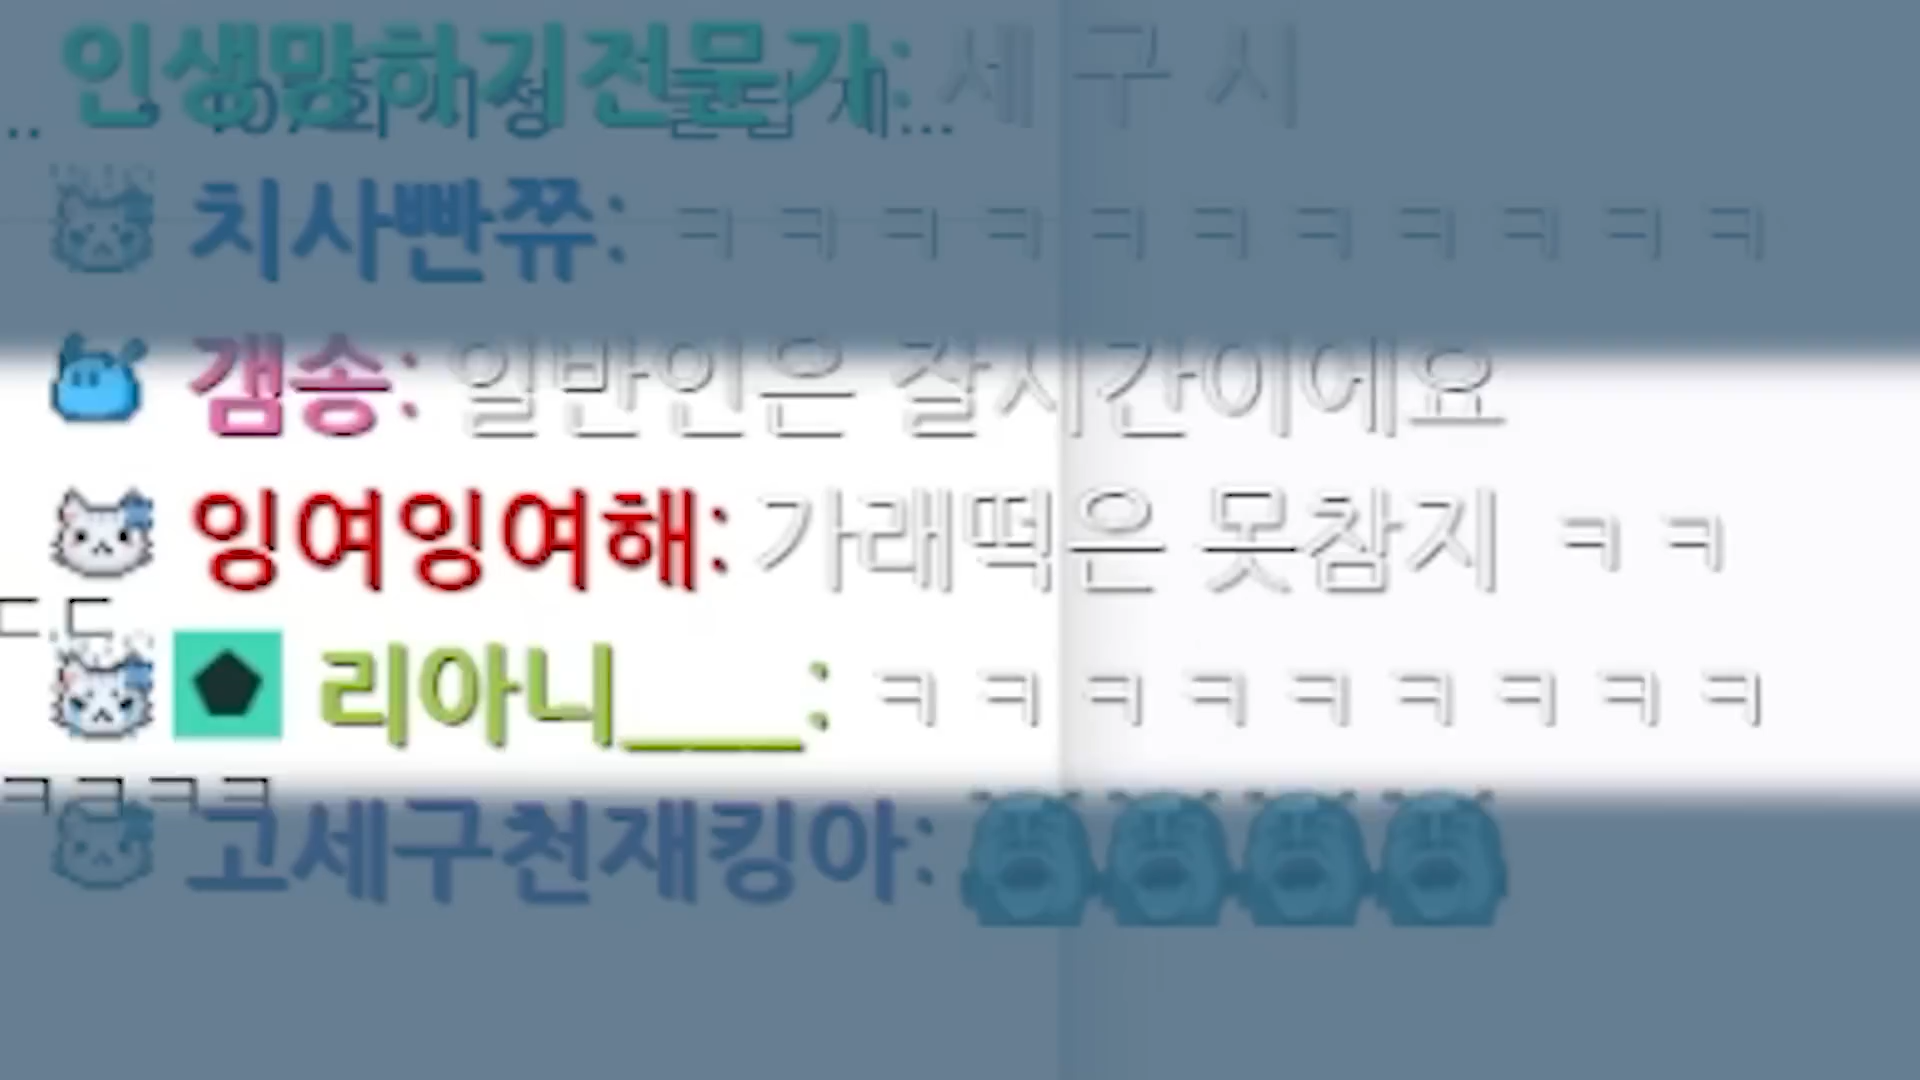 인생망하기전문가: 세 구 시
치사빤쮸: ㅋㅋㅋㅋㅋㅋㅋㅋㅋㅋㅋ
갬송: 일반인은 잘시간이에요
잉여잉여해: 가래떡은 못참지 ㅋㅋ
ㄷㄷ
리아니___: ㅋㅋㅋㅋㅋㅋㅋㅋㅋ
ㅋㅋㅋㅋ
고세구천재킹아: